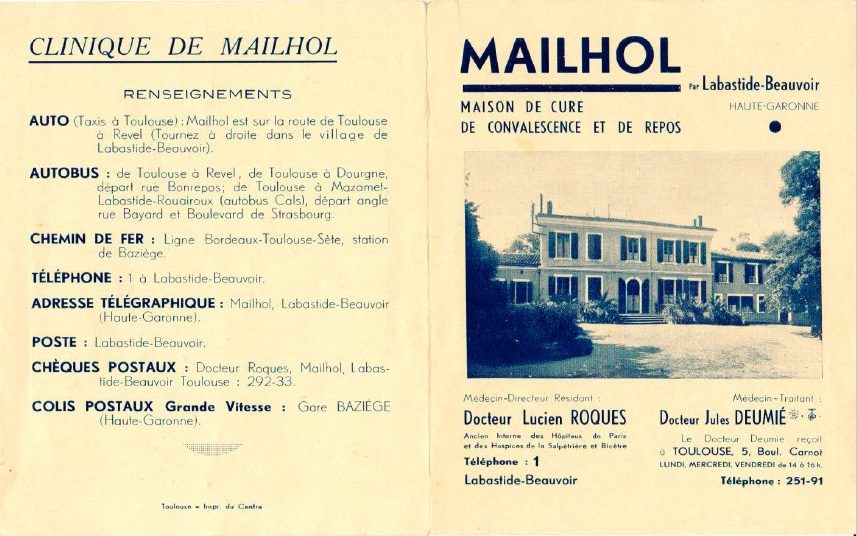 CLINIQUE DE MAILHOL
RENSEIGNEMENTS
AUTO (Taxis à Toulouse) : Mailhol est sur la route de Toulouse
à Revel (Tournez à droite dans le village de
Labastide-Beauvoir).
AUTOBUS : de Toulouse à Revel, de Toulouse à Dourgne,
départ rue Bonrepos; de Toulouse à Mazamet-
Labastide-Rouairoux (autobus Cals), départ angle
rue Bayard et Boulevard de Strasbourg.
CHEMIN DE FER : Ligne Bordeaux-Toulouse-Sète, station
de Baziège.
TÉLÉPHONE : 1 à Labastide-Beauvoir.
ADRESSE TÉLÉGRAPHIQUE : Mailhol, Labastide-Beauvoir
(Haute-Garonne).
POSTE : Labastide-Beauvoir.
CHÈQUES POSTAUX : Docteur Roques, Mailhol, Labas-
tide-Beauvoir Toulouse : 292-33.
COLIS POSTAUX Grande Vitesse : Gare BAZIÈGE
(Haute-Garonne).
Toulouse - Impr. du Centre
MAILHOL
Par Labastide-Beauvoir
HAUTE-GARONNE
MAISON DE CURE
DE CONVALESCENCE ET DE REPOS
Médecin-Directeur Résidant :
Docteur Lucien ROQUES
Ancien Interne des Hôpitaux de Paris
et des Hospices de la Salpétrière et Bicêtre
Téléphone : 1
Labastide-Beauvoir
Médecin-Traitant :
Docteur Jules DEUMIÉ
Le Docteur Deumie reçoit
à TOULOUSE, 5, Boul. Carnot
LUNDI, MERCREDI, VENDREDI de 14 à 16 h.
Téléphone : 251-91